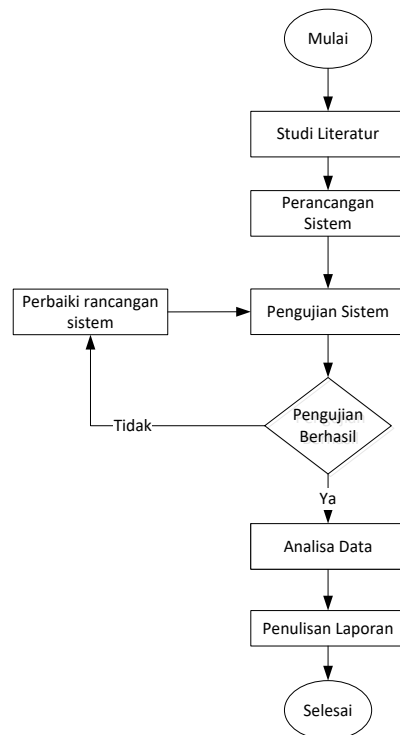 Mulai
Studi Literatur
Perancangan
Sistem
Perbaiki rancangan
sistem
Pengujian Sistem
Pengujian
Berhasil
Tidak
Ya
Analisa Data
Penulisan Laporan
Selesai